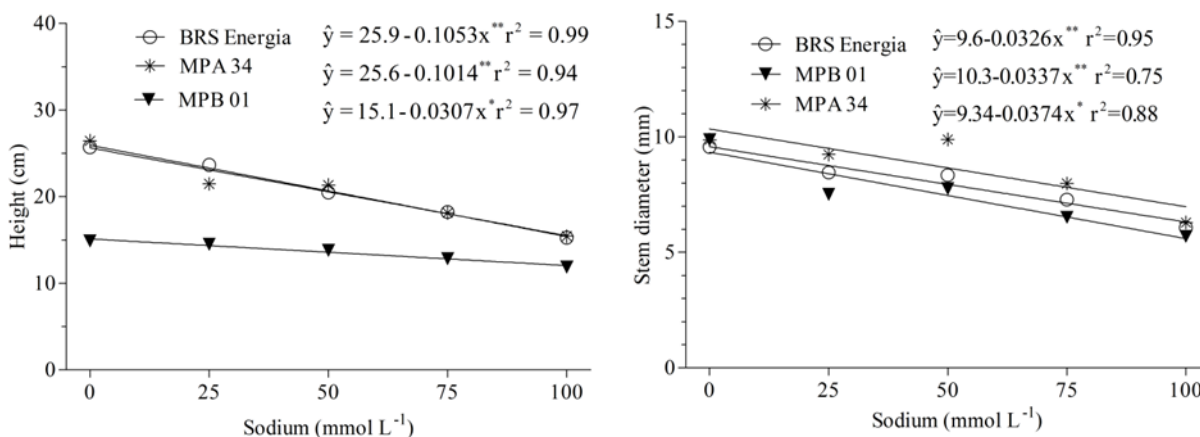 40
30
20
10
0
Height (cm)
BRS Energia
MPA 34
MPB 01
ŷ = 25.9-0.1053x** r² = 0.99
ŷ = 25.6-0.1014** r² = 0.94
ŷ = 15.1-0.0307x* r² = 0.97
0 25 50 75 100
Sodium (mmol L⁻¹)
15
10
5
0
Stem diameter (mm)
BRS Energia
MPB 01
MPA 34
ŷ=9.6-0.0326x** r²=0.95
ŷ=10.3-0.0337x** r²=0.75
ŷ=9.34-0.0374x* r²=0.88
0 25 50 75 100
Sodium (mmol L⁻¹)